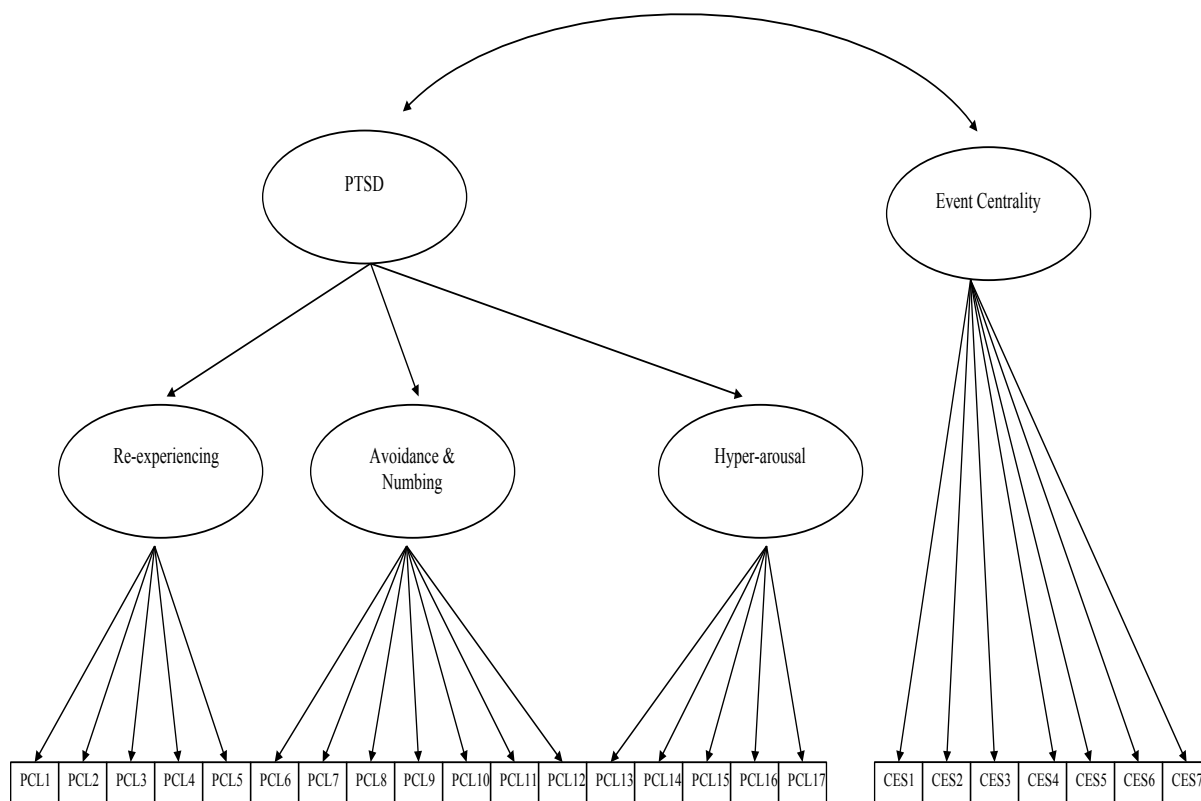 PTSD
Event Centrality
Re-experiencing
Avoidance &
Numbing
Hyper-arousal
PCL1 PCL2 PCL3 PCL4 PCL5 PCL6 PCL7 PCL8 PCL9 PCL10 PCL11 PCL12 PCL13 PCL14 PCL15 PCL16 PCL17 CES1 CES2 CES3 CES4 CES5 CES6 CES7